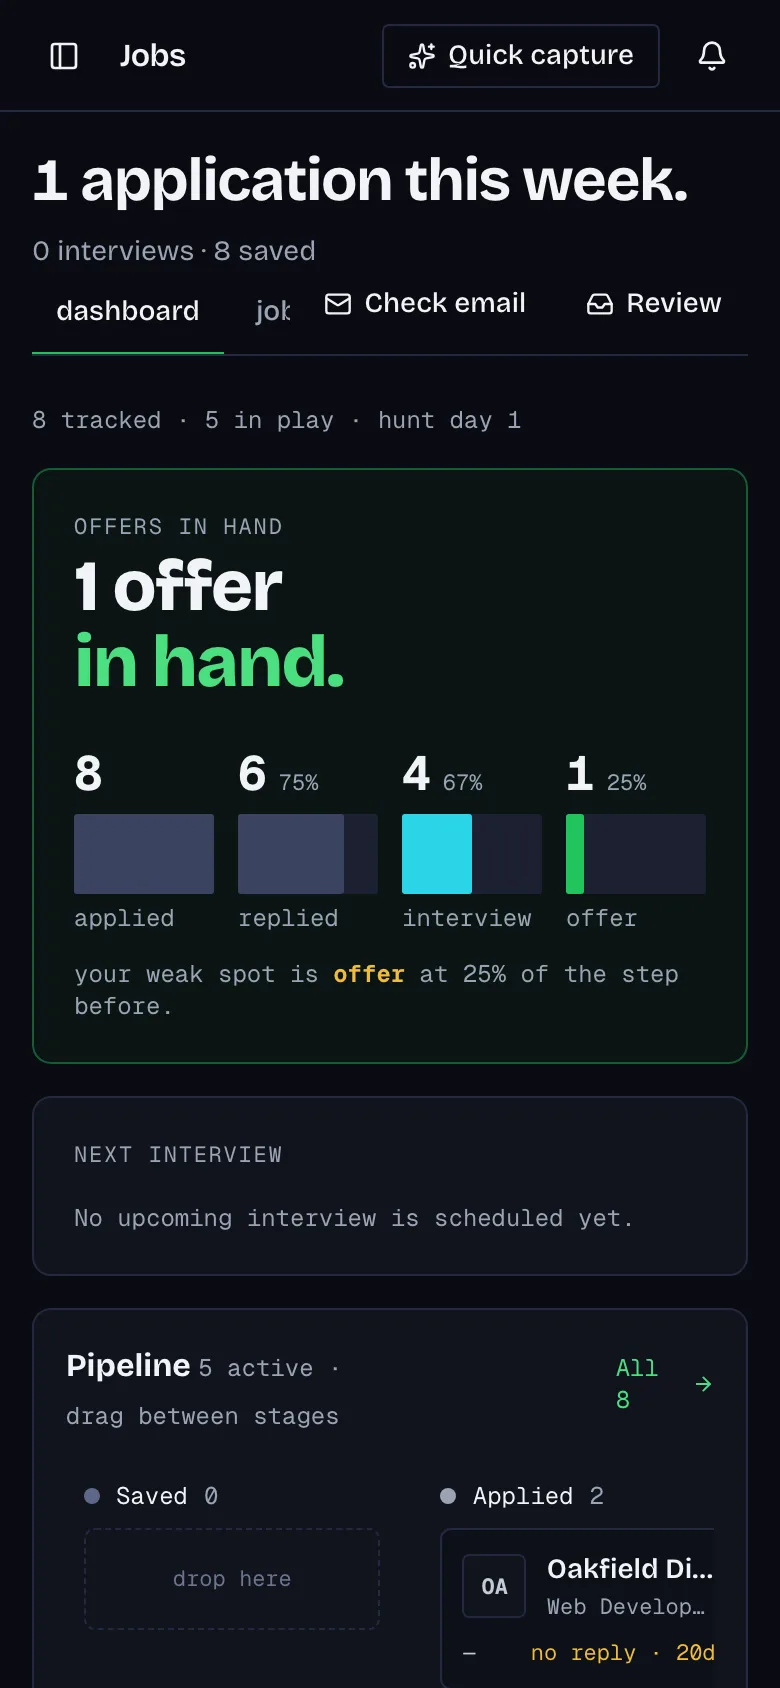 Jobs
Quick capture
1 application this week.
0 interviews · 8 saved
dashboard
Check email
Review
8 tracked · 5 in play · hunt day 1
OFFERS IN HAND
1 offer
in hand.
8
6 75%
4 67%
1 25%
applied
replied
interview
offer
your weak spot is offer at 25% of the step
before.
NEXT INTERVIEW
No upcoming interview is scheduled yet.
Pipeline 5 active ·
drag between stages
All
8
→
Saved 0
Applied 2
drop here
OA
Oakfield Di…
Web Develop…
—
no reply · 20d